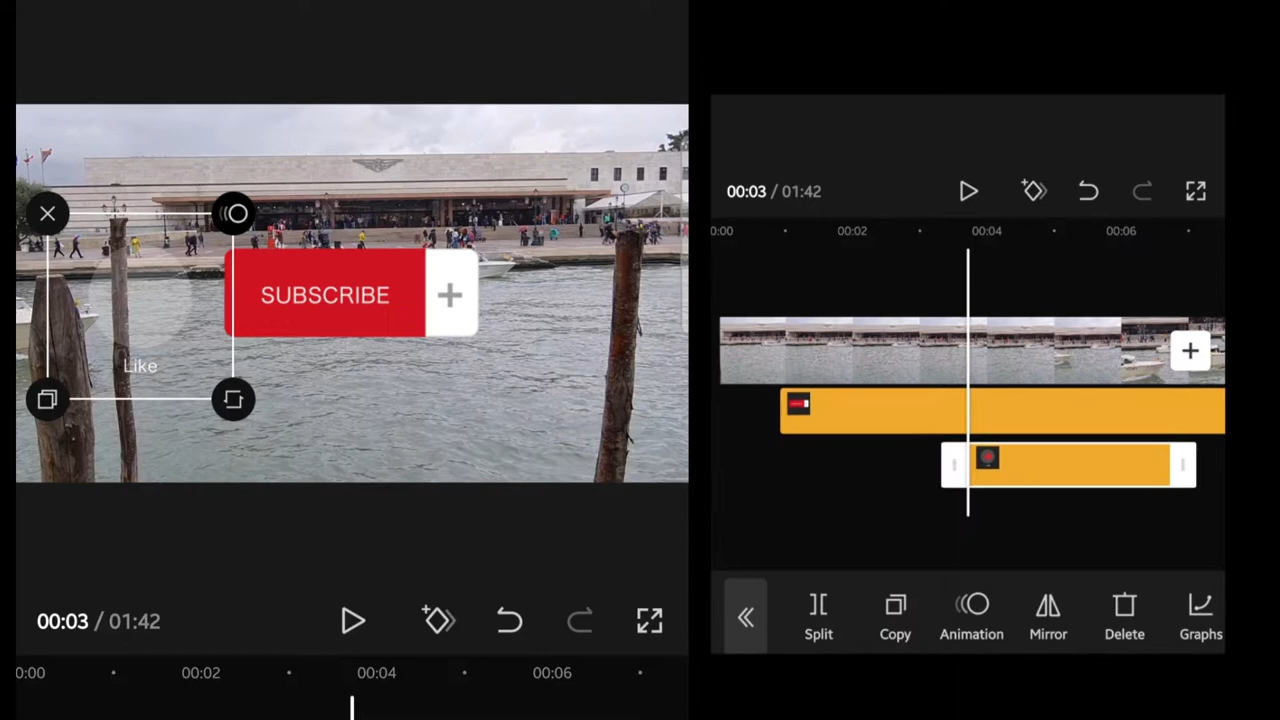 SUBSCRIBE
Like
00:03 / 01:42
0:00
00:02
00:04
00:06
00:03 / 01:42
0:00
00:02
00:04
00:06
Split
Copy
Animation
Mirror
Delete
Graphs